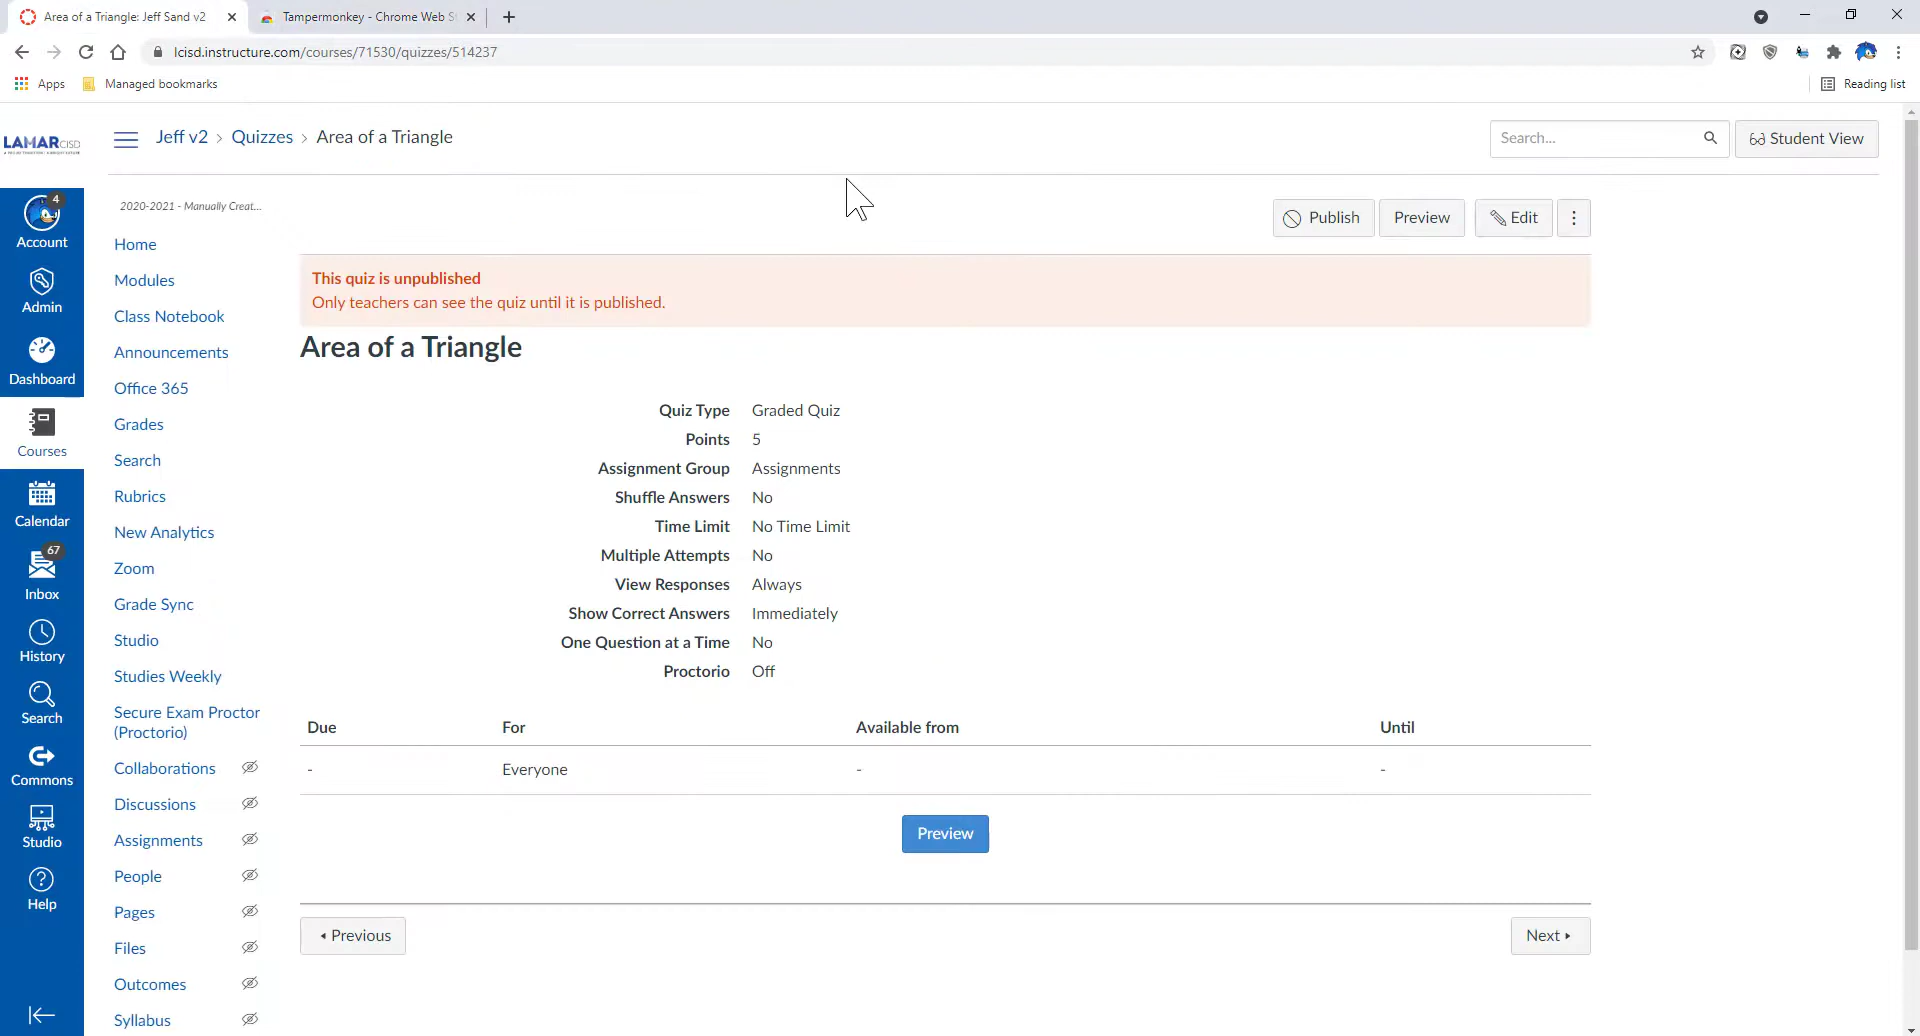 Area of a Triangle: Jeff Sand v2
Tampermonkey - Chrome Web S
lcisd.instructure.com/courses/71530/quizzes/514237
Apps
Managed bookmarks
Reading list
LAMAR CISD
Jeff v2 › Quizzes › Area of a Triangle
Search...
Student View
4
Account
Admin
Dashboard
Courses
Calendar
67
Inbox
History
Search
Commons
Studio
Help
2020-2021 - Manually Creat...
Home
Modules
Class Notebook
Announcements
Office 365
Grades
Search
Rubrics
New Analytics
Zoom
Grade Sync
Studio
Studies Weekly
Secure Exam Proctor
(Proctorio)
Collaborations
Discussions
Assignments
People
Pages
Files
Outcomes
Syllabus
Publish
Preview
Edit
This quiz is unpublished
Only teachers can see the quiz until it is published.
Area of a Triangle
Quiz Type Graded Quiz
Points 5
Assignment Group Assignments
Shuffle Answers No
Time Limit No Time Limit
Multiple Attempts No
View Responses Always
Show Correct Answers Immediately
One Question at a Time No
Proctorio Off
Due For Available from Until
- Everyone - -
Preview
Previous
Next